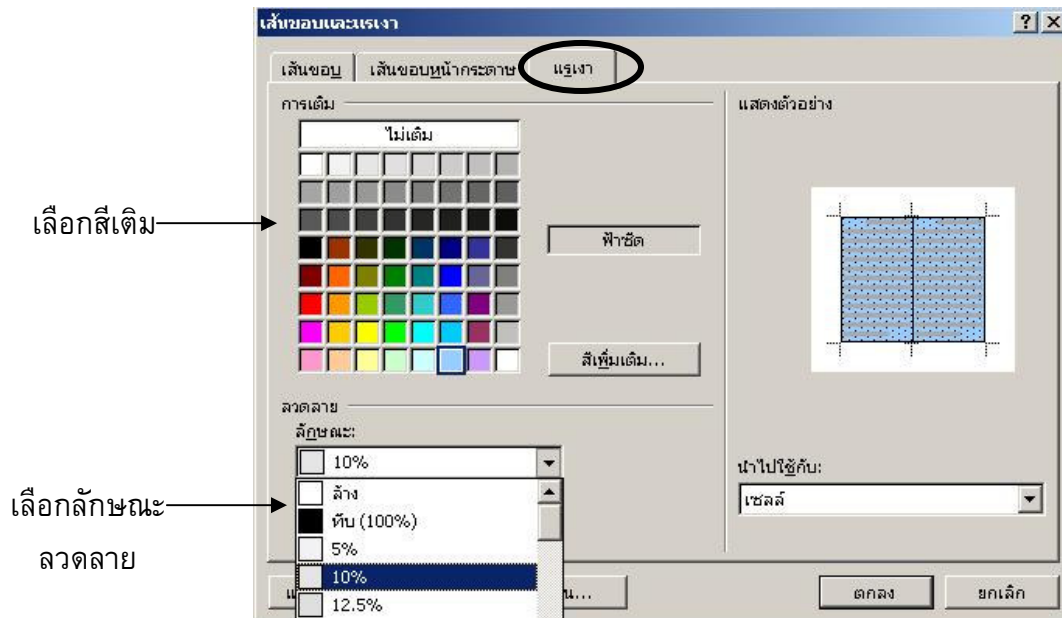 เส้นขอบและแรเงา
เส้นขอบ เส้นขอบหน้ากระดาษ แรเงา
การเติม
ไม่เติม
เลือกสีเติม
ฟ้าซีด
สีเพิ่มเติม...
แสดงตัวอย่าง
ลวดลาย
ลักษณะ:
10%
เลือกลักษณะ
ลวดลาย
ล้าง
ทึบ (100%)
5%
10%
12.5%
นำไปใช้กับ:
เซลล์
ตกลง ยกเลิก